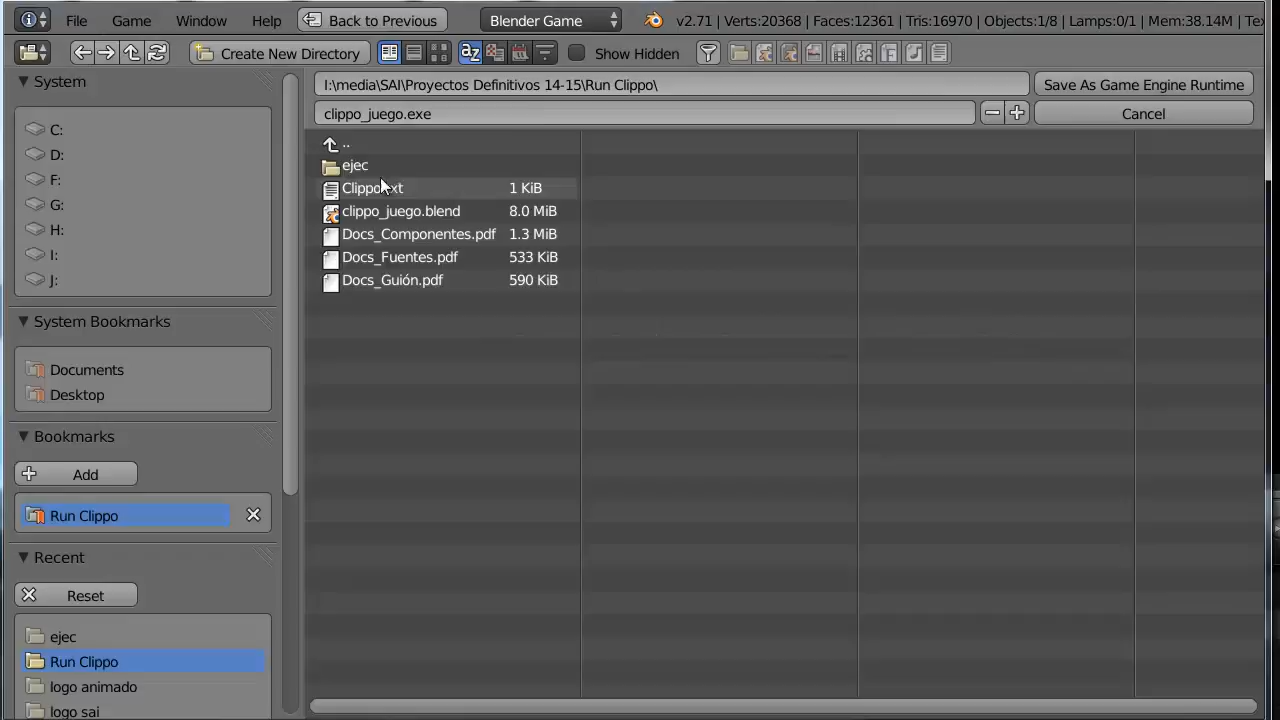 File Game Window Help Back to Previous Blender Game v2.71 | Verts:20368 | Faces:12361 | Tris:16970 | Objects:1/8 | Lamps:0/1 | Mem:38.14M |
Create New Directory Show Hidden
System
C:
D:
F:
G:
H:
I:
J:
System Bookmarks
Documents
Desktop
Bookmarks
Add
Run Clippo
Recent
Reset
ejec
Run Clippo
logo animado
logo sai
I:\media\SAI\Proyectos Definitivos 14-15\Run Clippo\ Save As Game Engine Runtime
clippo_juego.exe Cancel
..
ejec
1 KiB
clippo_juego.blend 8.0 MiB
Docs_Componentes.pdf 1.3 MiB
Docs_Fuentes.pdf 533 KiB
Docs_Guión.pdf 590 KiB